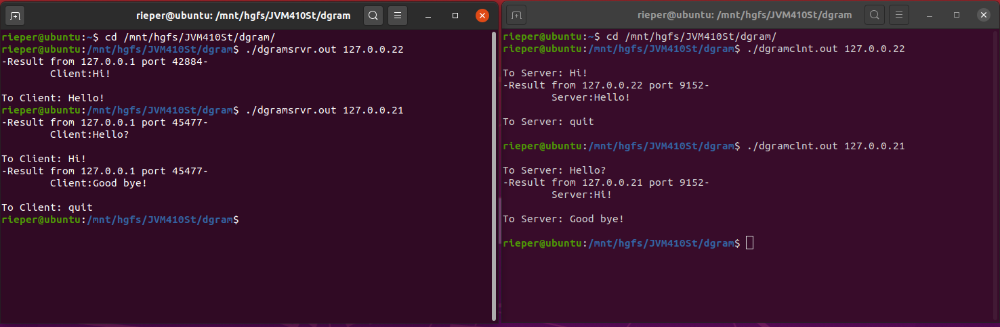 rieper@ubuntu: /mnt/hgfs/JVM410St/dgram
rieper@ubuntu:~$ cd /mnt/hgfs/JVM410St/dgram/
rieper@ubuntu:/mnt/hgfs/JVM410St/dgram$ ./dgramsrvr.out 127.0.0.22
-Result from 127.0.0.1 port 42884-
        Client:Hi!

To Client: Hello!
rieper@ubuntu:/mnt/hgfs/JVM410St/dgram$ ./dgramsrvr.out 127.0.0.21
-Result from 127.0.0.1 port 45477-
        Client:Hello?

To Client: Hi!
-Result from 127.0.0.1 port 45477-
        Client:Good bye!

To Client: quit
rieper@ubuntu:/mnt/hgfs/JVM410St/dgram$
rieper@ubuntu: /mnt/hgfs/JVM410St/dgram
rieper@ubuntu:~$ cd /mnt/hgfs/JVM410St/dgram/
rieper@ubuntu:/mnt/hgfs/JVM410St/dgram$ ./dgramclnt.out 127.0.0.22

To Server: Hi!
-Result from 127.0.0.22 port 9152-
        Server:Hello!

To Server: quit

rieper@ubuntu:/mnt/hgfs/JVM410St/dgram$ ./dgramclnt.out 127.0.0.21

To Server: Hello?
-Result from 127.0.0.21 port 9152-
        Server:Hi!

To Server: Good bye!

rieper@ubuntu:/mnt/hgfs/JVM410St/dgram$